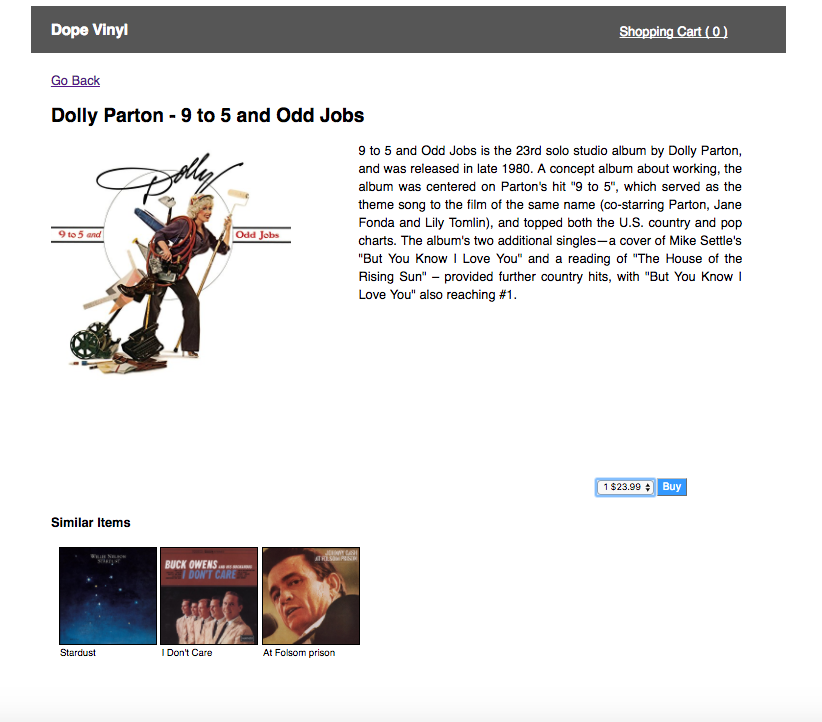 Dope Vinyl
Shopping Cart ( 0 )
Go Back
Dolly Parton - 9 to 5 and Odd Jobs
Dolly
9 to 5 and
Odd Jobs
9 to 5 and Odd Jobs is the 23rd solo studio album by Dolly Parton,
and was released in late 1980. A concept album about working, the
album was centered on Parton's hit "9 to 5", which served as the
theme song to the film of the same name (co-starring Parton, Jane
Fonda and Lily Tomlin), and topped both the U.S. country and pop
charts. The album's two additional singles—a cover of Mike Settle's
"But You Know I Love You" and a reading of "The House of the
Rising Sun" – provided further country hits, with "But You Know I
Love You" also reaching #1.
1 $23.99
Buy
Similar Items
WILLIE NELSON
STARDUST
BUCK OWENS AND HIS BUCKAROOS
I DON'T CARE
JOHNNY CASH
AT FOLSOM PRISON
Stardust
I Don't Care
At Folsom prison